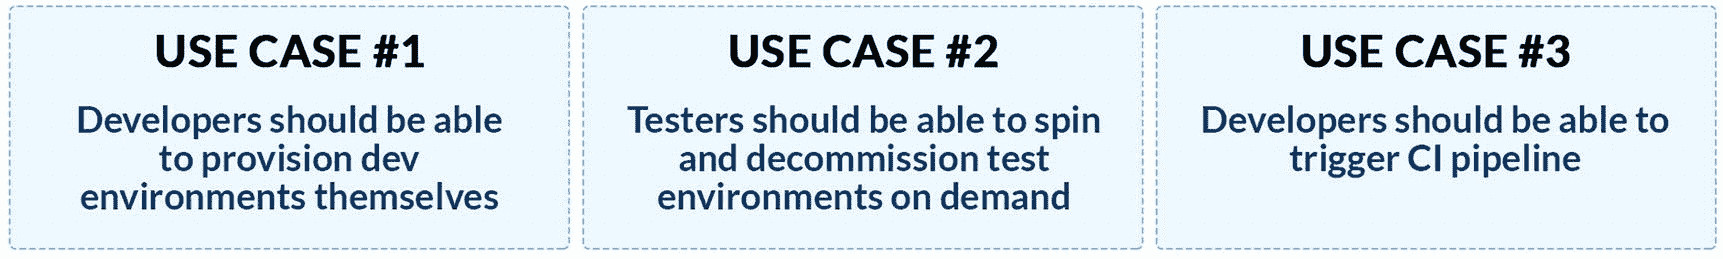 USE CASE #1
Developers should be able
to provision dev
environments themselves
USE CASE #2
Testers should be able to spin
and decommission test
environments on demand
USE CASE #3
Developers should be able to
trigger CI pipeline